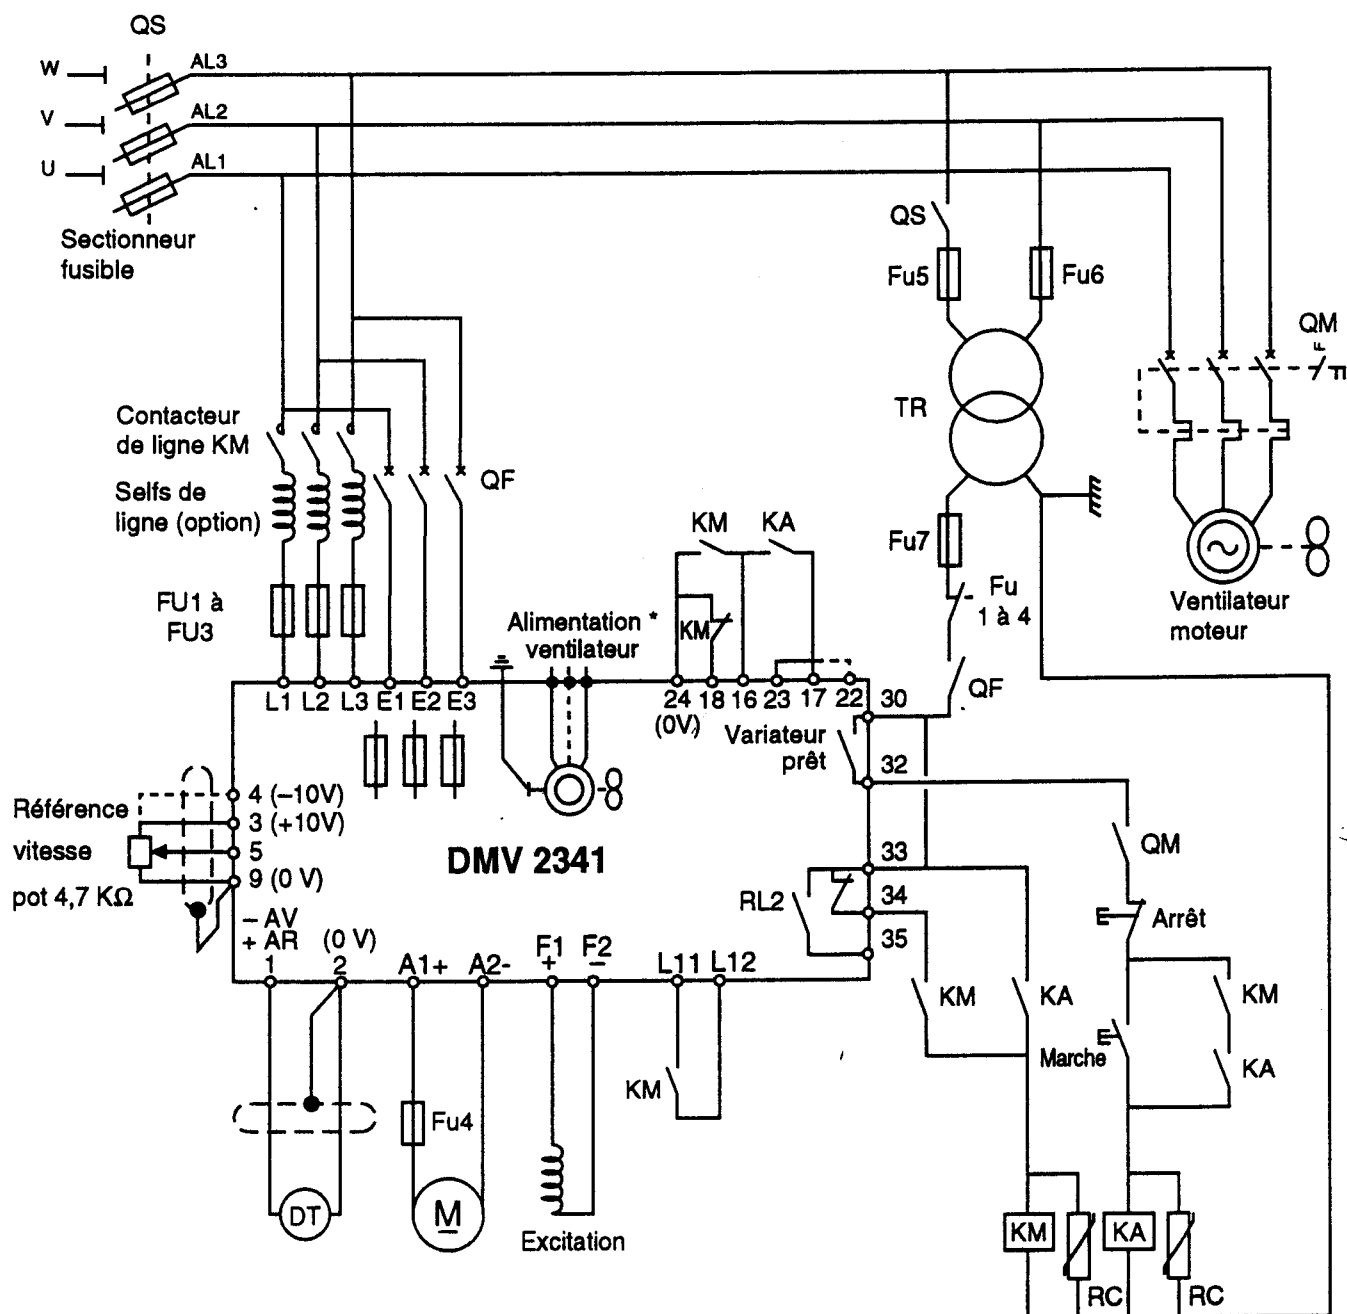 QS
W
AL3
V
AL2
U
AL1
Sectionneur
fusible
QS
Fu5
Fu6
QM
TR
Contacteur
de ligne KM
QF
Selfs de
ligne (option)
KM
KA
Fu7
Fu
1 à 4
Ventilateur
moteur
FU1 à
FU3
Alimentation *
ventilateur
KM
QF
L1
L2
L3
E1
E2
E3
24
18
16
23
17
22
30
(0V)
Variateur
prêt
32
Référence
vitesse
pot 4,7 KΩ
4 (–10V)
3 (+10V)
5
9 (0 V)
DMV 2341
QM
33
34
35
RL2
Arrêt
– AV
+ AR
(0 V)
1
2
A1+
A2-
F1
+
F2
–
L11
L12
KM
KA
KM
Marche
KA
KM
Fu4
DT
M
Excitation
KM
KA
RC
RC